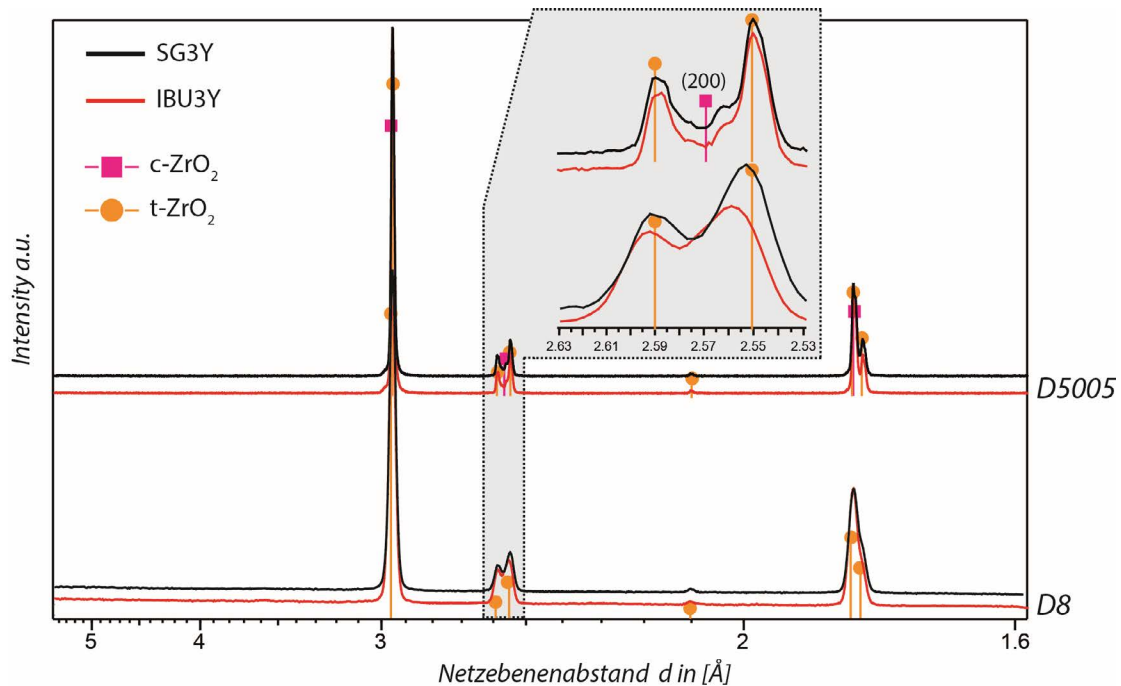 SG3Y
IBU3Y
c-ZrO₂
t-ZrO₂
(200)
2.63 2.61 2.59 2.57 2.55 2.53
Intensity a.u.
D5005
D8
5 4 3 2 1.6
Netzebenenabstand d in [Å]